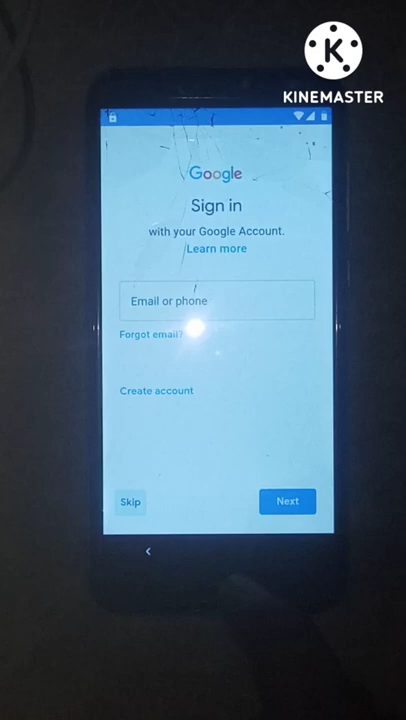 K
KINEMASTER
Google
Sign in
with your Google Account.
Learn more
Email or phone
Forgot email?
Create account
Skip
Next